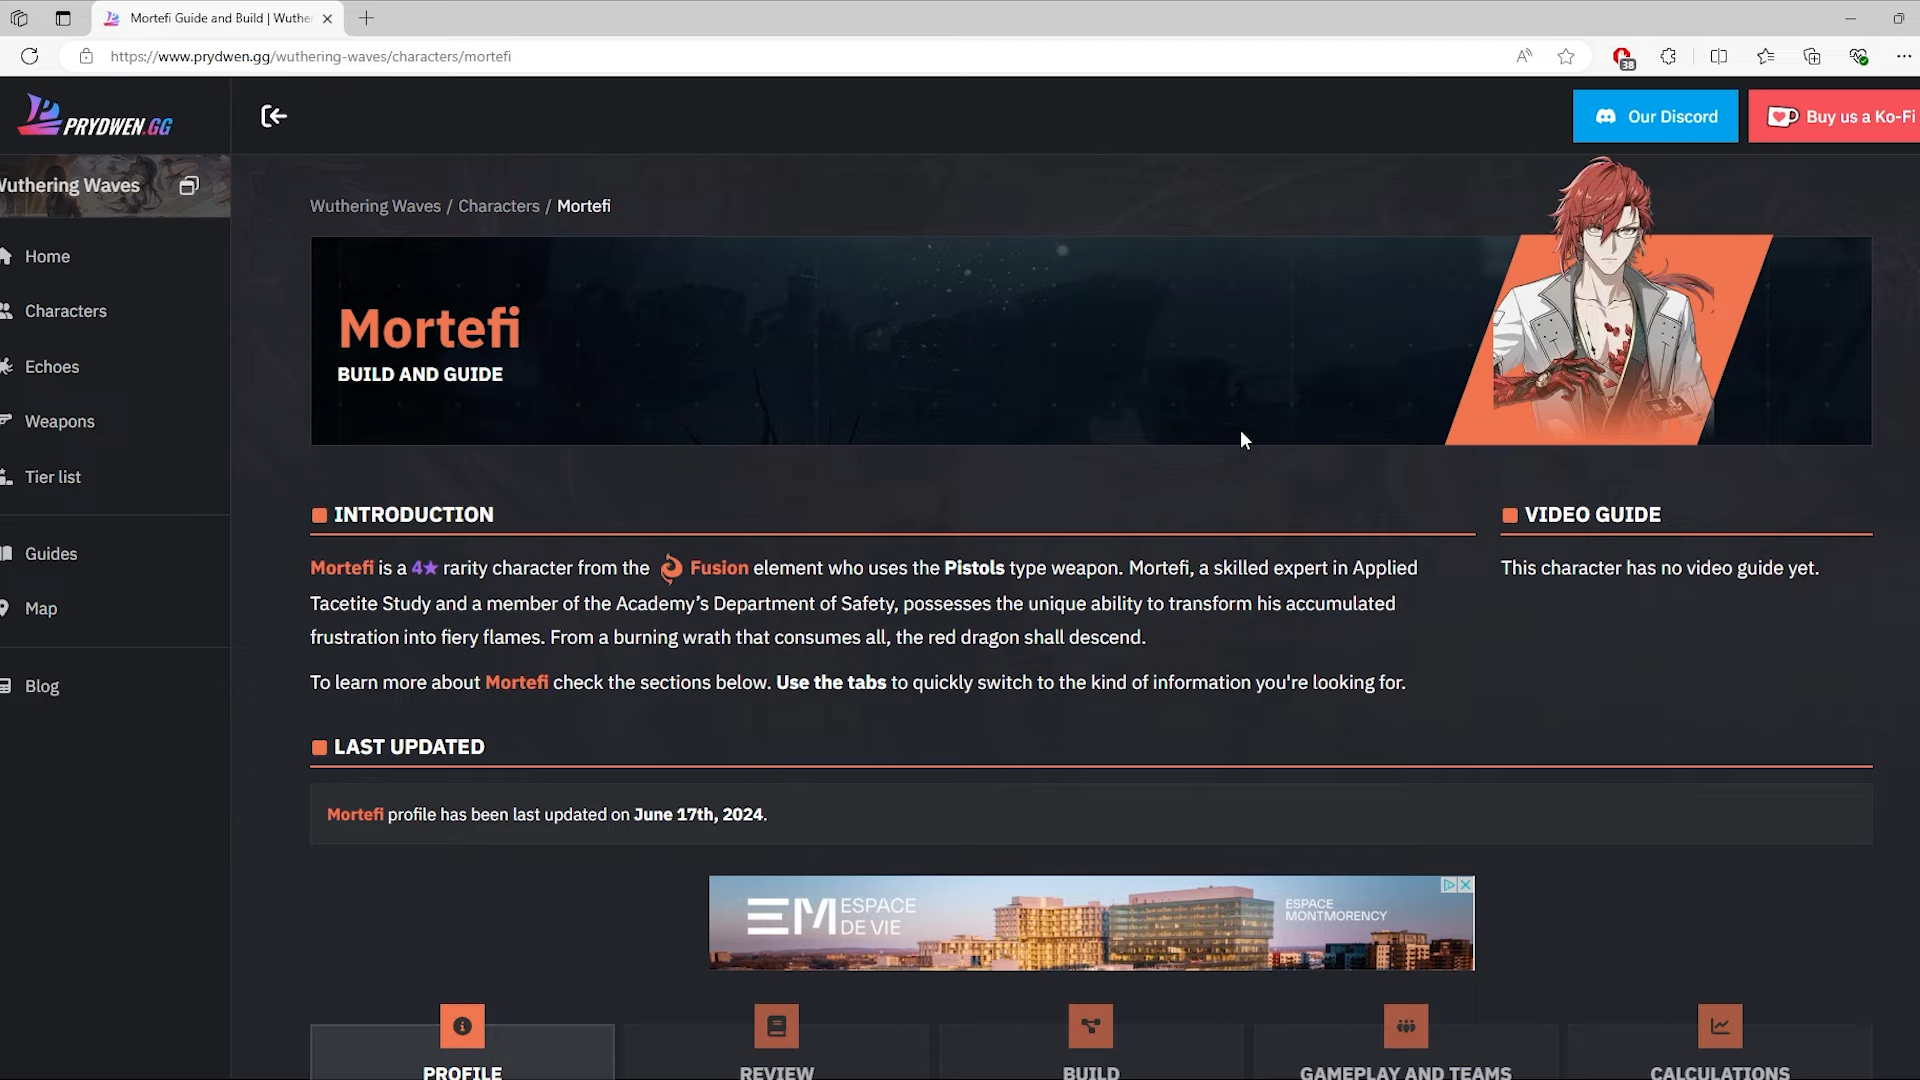 Mortefi Guide and Build | Wuthe
https://www.prydwen.gg/wuthering-waves/characters/mortefi
38
PRYDWEN.GG
Our Discord
Buy us a Ko-Fi
Wuthering Waves
Home
Characters
Echoes
Weapons
Tier list
Guides
Map
Blog
Wuthering Waves / Characters / Mortefi
Mortefi
BUILD AND GUIDE
INTRODUCTION
Mortefi is a 4★ rarity character from the Fusion element who uses the Pistols type weapon. Mortefi, a skilled expert in Applied
Tacetite Study and a member of the Academy’s Department of Safety, possesses the unique ability to transform his accumulated
frustration into fiery flames. From a burning wrath that consumes all, the red dragon shall descend.
To learn more about Mortefi check the sections below. Use the tabs to quickly switch to the kind of information you're looking for.
VIDEO GUIDE
This character has no video guide yet.
LAST UPDATED
Mortefi profile has been last updated on June 17th, 2024.
EM ESPACE
DE VIE
ESPACE
MONTMORENCY
PROFILE
REVIEW
BUILD
GAMEPLAY AND TEAMS
CALCULATIONS